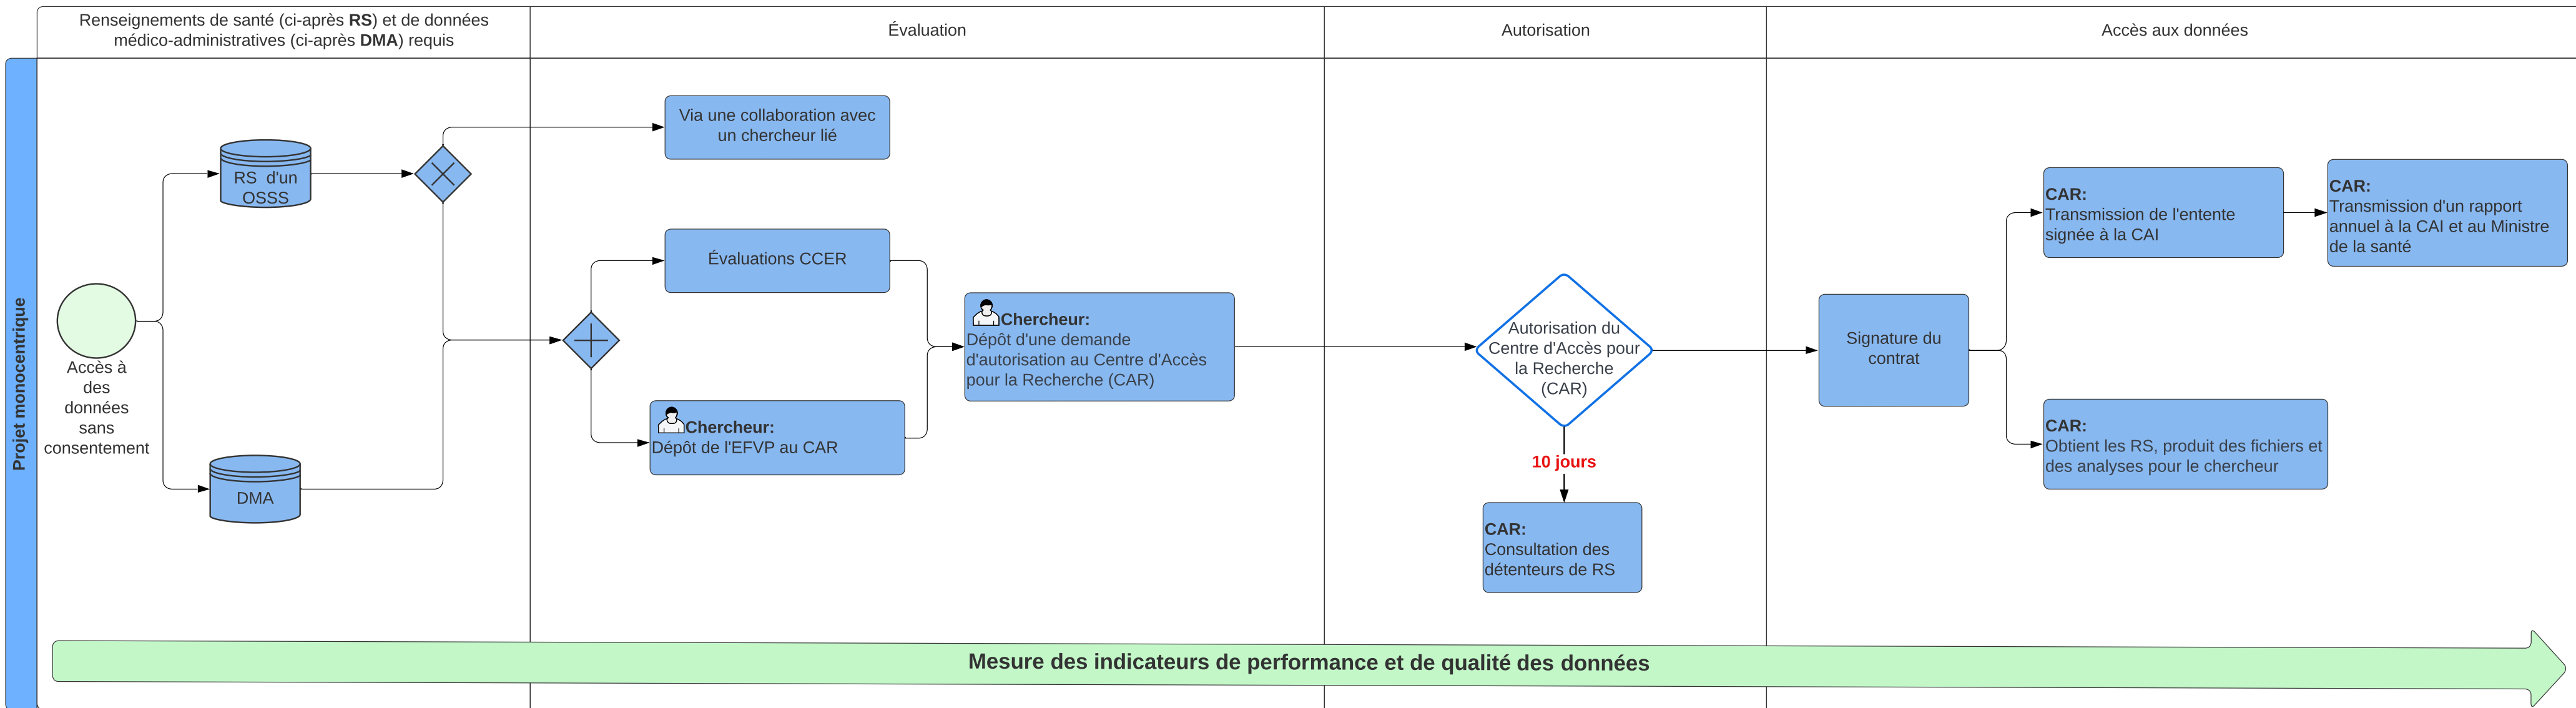 Renseignements de santé (ci-après RS) et de données
médico-administratives (ci-après DMA) requis
Évaluation
Autorisation
Accès aux données
Projet monocentrique
Accès à
des
données
sans
consentement
RS d'un
OSSS
DMA
Via une collaboration avec
un chercheur lié
Évaluations CCER
Chercheur:
Dépôt de l'EFVP au CAR
Chercheur:
Dépôt d'une demande
d'autorisation au Centre d'Accès
pour la Recherche (CAR)
Autorisation du
Centre d'Accès pour
la Recherche
(CAR)
10 jours
CAR:
Consultation des
détenteurs de RS
Signature du
contrat
CAR:
Transmission de l'entente
signée à la CAI
CAR:
Transmission d'un rapport
annuel à la CAI et au Ministre
de la santé
CAR:
Obtient les RS, produit des fichiers et
des analyses pour le chercheur
Mesure des indicateurs de performance et de qualité des données